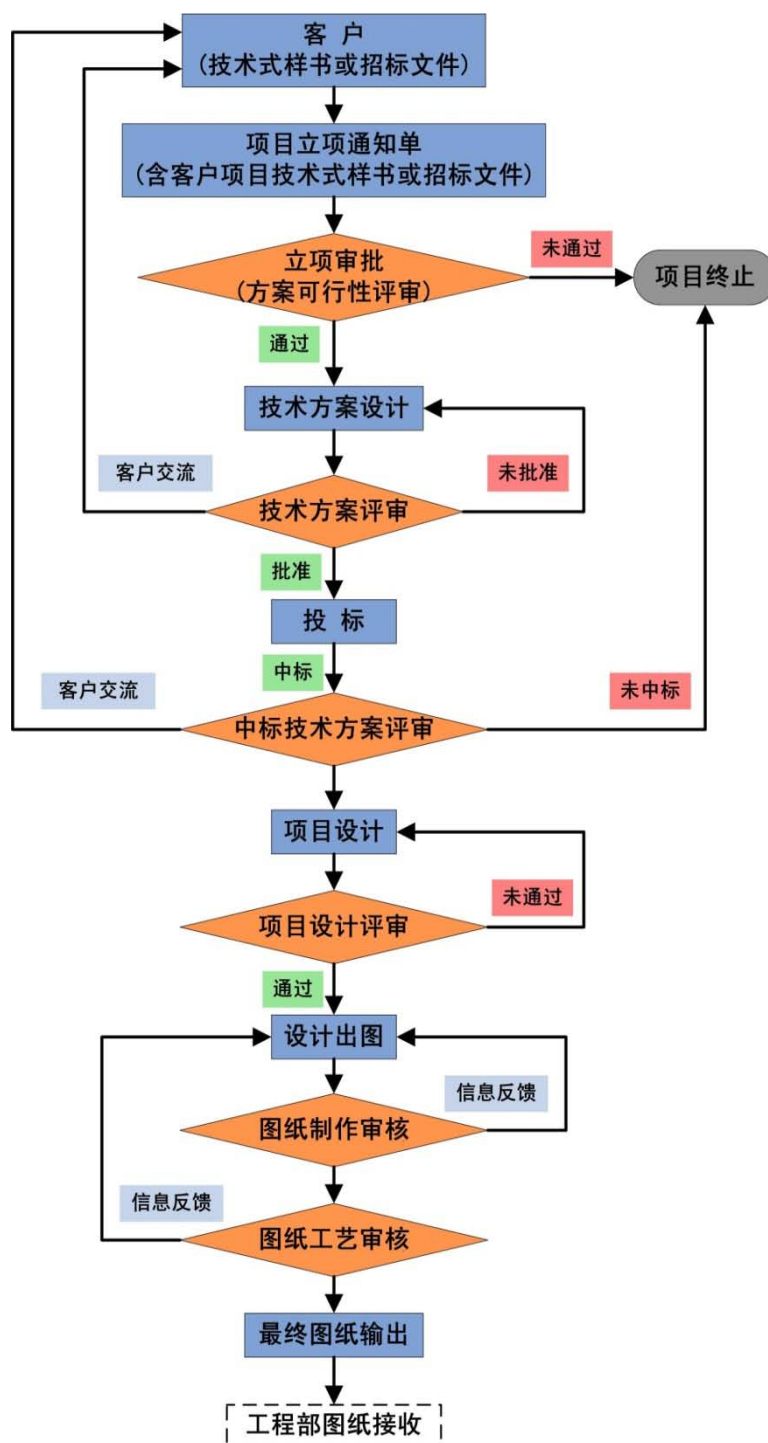 客 户
(技术式样书或招标文件)
项目立项通知单
(含客户项目技术式样书或招标文件)
立项审批
(方案可行性评审)
未通过
项目终止
通过
技术方案设计
客户交流
未批准
技术方案评审
批准
投 标
中标
客户交流
未中标
中标技术方案评审
项目设计
未通过
项目设计评审
通过
设计出图
信息反馈
图纸制作审核
信息反馈
图纸工艺审核
最终图纸输出
工程部图纸接收